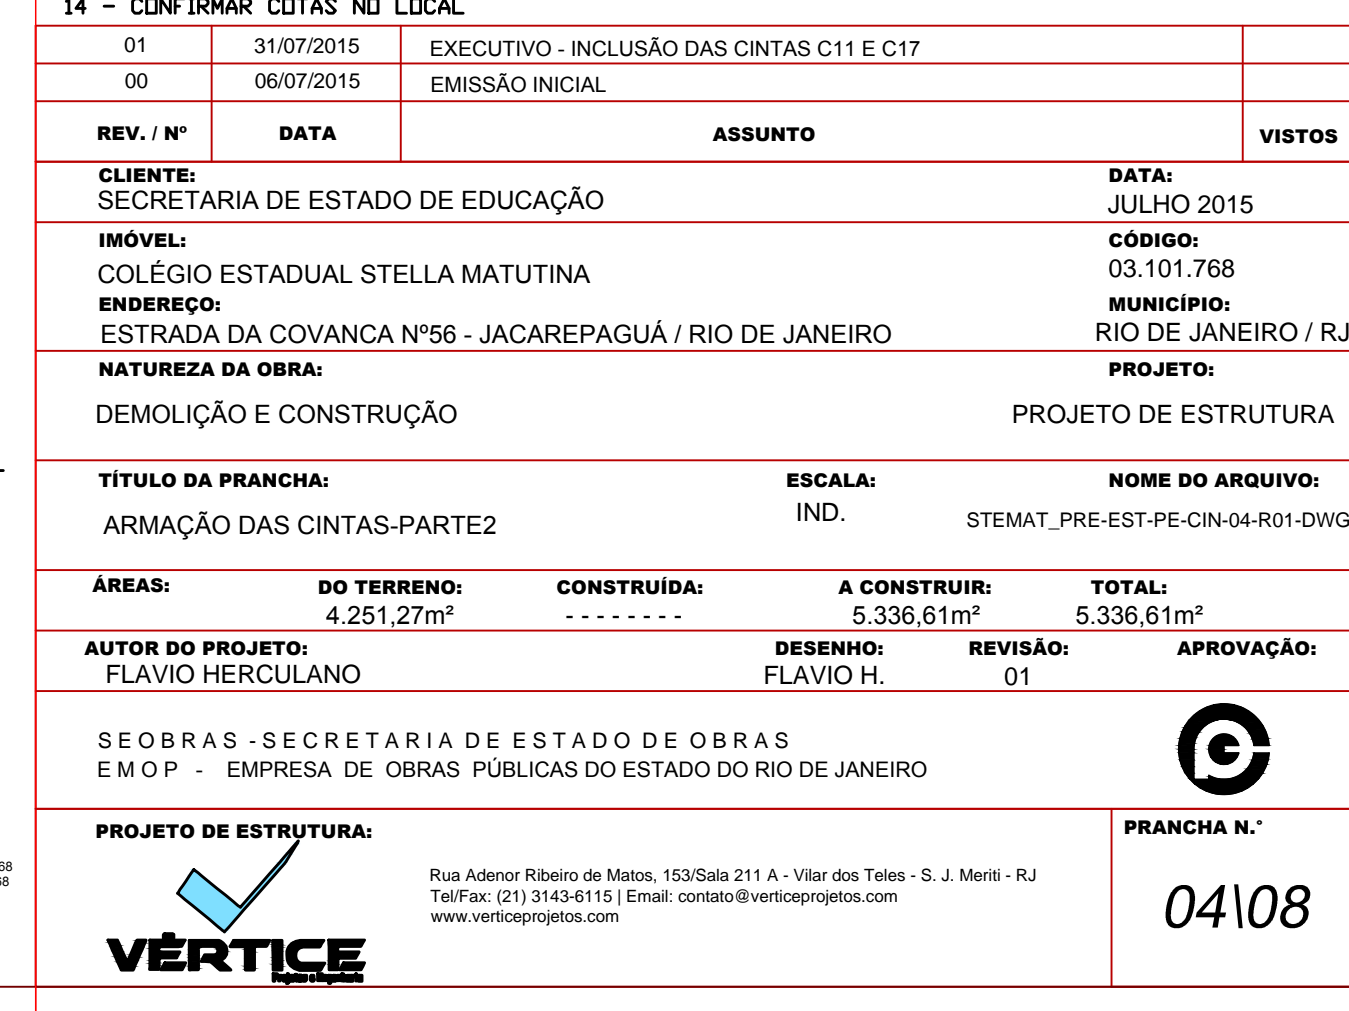 14 - CONFIRMAR COTAS NO LOCAL
01 31/07/2015 EXECUTIVO - INCLUSÃO DAS CINTAS C11 E C17
00 06/07/2015 EMISSÃO INICIAL
REV. / Nº DATA ASSUNTO VISTOS
CLIENTE: DATA:
SECRETARIA DE ESTADO DE EDUCAÇÃO JULHO 2015
IMÓVEL: CÓDIGO:
COLÉGIO ESTADUAL STELLA MATUTINA 03.101.768
ENDEREÇO: MUNICÍPIO:
ESTRADA DA COVANCA Nº56 - JACAREPAGUÁ / RIO DE JANEIRO RIO DE JANEIRO / RJ
NATUREZA DA OBRA: PROJETO:
DEMOLIÇÃO E CONSTRUÇÃO PROJETO DE ESTRUTURA
TÍTULO DA PRANCHA: ESCALA: NOME DO ARQUIVO:
ARMAÇÃO DAS CINTAS-PARTE2 IND. STEMAT_PRE-EST-PE-CIN-04-R01-DWG
ÁREAS: DO TERRENO: CONSTRUÍDA: A CONSTRUIR: TOTAL:
4.251,27m² - - - - - - - - 5.336,61m² 5.336,61m²
AUTOR DO PROJETO: DESENHO: REVISÃO: APROVAÇÃO:
FLAVIO HERCULANO FLAVIO H. 01
SEOBRAS - SECRETARIA DE ESTADO DE OBRAS
EMOP - EMPRESA DE OBRAS PÚBLICAS DO ESTADO DO RIO DE JANEIRO
PROJETO DE ESTRUTURA: PRANCHA N.°
68
68
Rua Adenor Ribeiro de Matos, 153/Sala 211 A - Vilar dos Teles - S. J. Meriti - RJ
Tel/Fax: (21) 3143-6115 | Email: contato@verticeprojetos.com
www.verticeprojetos.com
04\08
VÉRTICE
Projetos e Engenharia